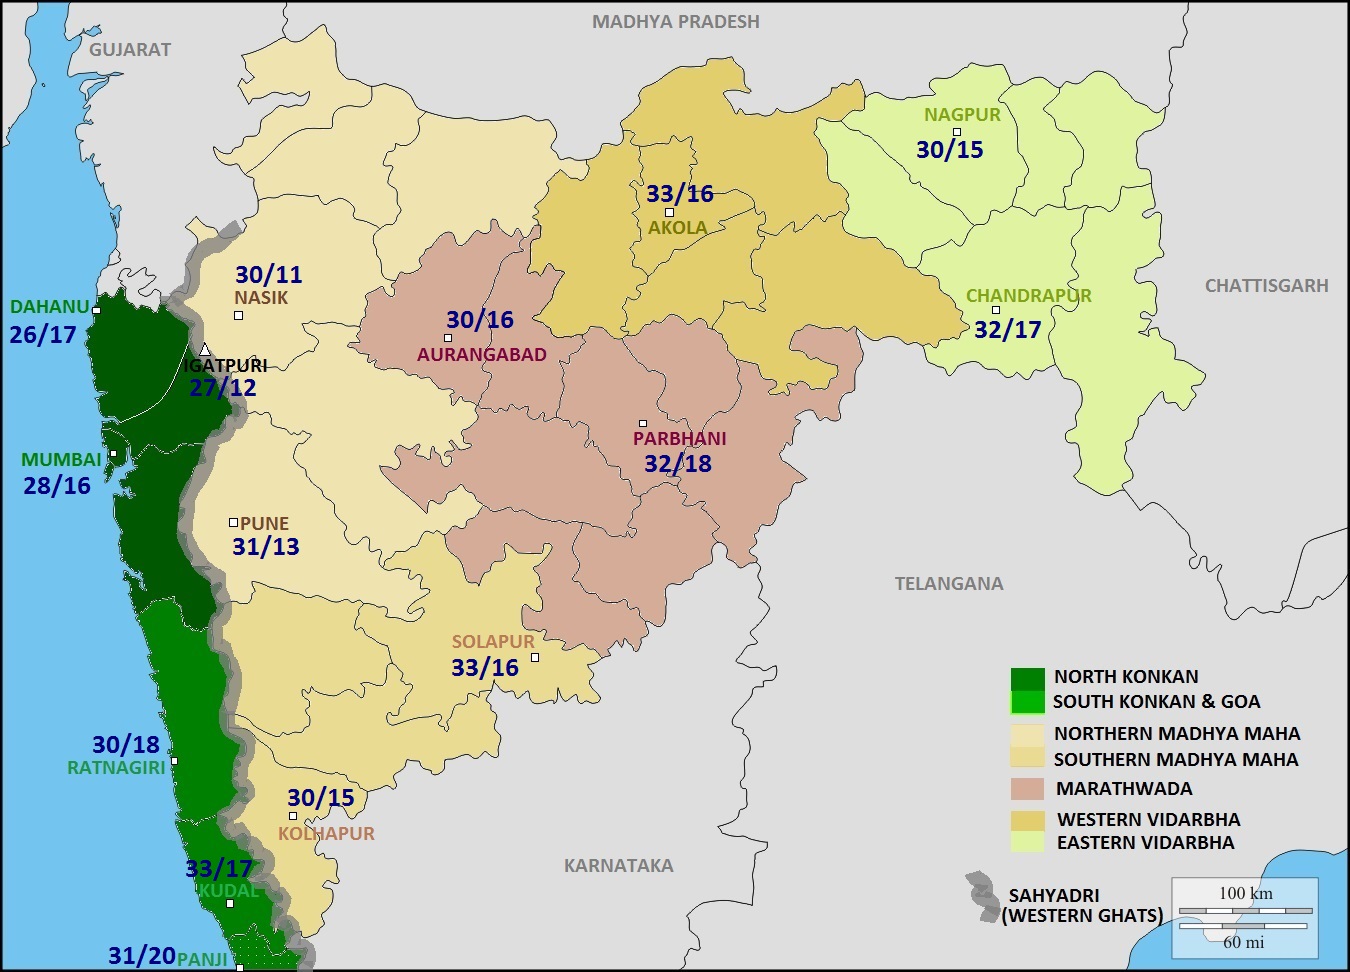 MADHYA PRADESH
GUJARAT
NAGPUR
30/15
33/16
AKOLA
30/11
NASIK
CHATTISGARH
CHANDRAPUR
32/17
DAHANU
26/17
30/16
AURANGABAD
IGATPURI
27/12
PARBHANI
32/18
MUMBAI
28/16
PUNE
31/13
TELANGANA
SOLAPUR
33/16
30/18
RATNAGIRI
30/15
KOLHAPUR
33/17
KUDAL
KARNATAKA
31/20 PANJI
NORTH KONKAN
SOUTH KONKAN & GOA
NORTHERN MADHYA MAHA
SOUTHERN MADHYA MAHA
MARATHWADA
WESTERN VIDARBHA
EASTERN VIDARBHA
SAHYADRI
(WESTERN GHATS)
100 km
60 mi